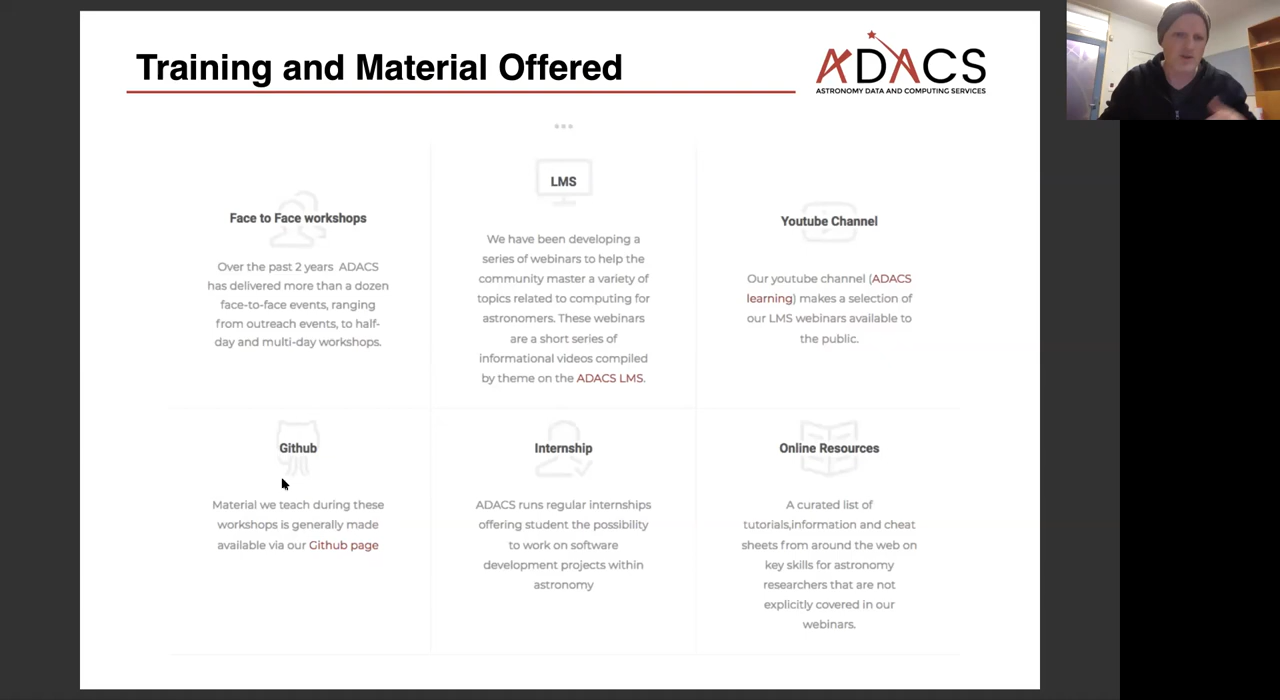 Training and Material Offered
ADACS
ASTRONOMY DATA AND COMPUTING SERVICES
Face to Face workshops
Over the past 2 years ADACS
has delivered more than a dozen
face-to-face events, ranging
from outreach events, to half-
day and multi-day workshops.
LMS
We have been developing a
series of webinars to help the
community master a variety of
topics related to computing for
astronomers. These webinars
are a short series of
informational videos compiled
by theme on the ADACS LMS.
Youtube Channel
Our youtube channel (ADACS
learning) makes a selection of
our LMS webinars available to
the public.
Github
Material we teach during these
workshops is generally made
available via our Github page
Internship
ADACS runs regular internships
offering student the possibility
to work on software
development projects within
astronomy
Online Resources
A curated list of
tutorials,information and cheat
sheets from around the web on
key skills for astronomy
researchers that are not
explicitly covered in our
webinars.